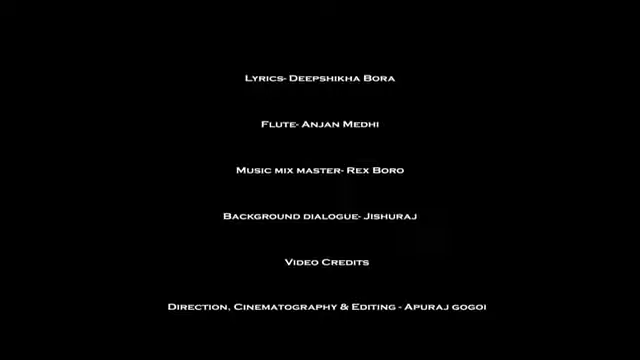 Lyrics- Deepshikha Bora
Flute- Anjan Medhi
Music mix master- Rex Boro
Background dialogue- Jishuraj
Video Credits
Direction, Cinematography & Editing - Apuraj gogoi